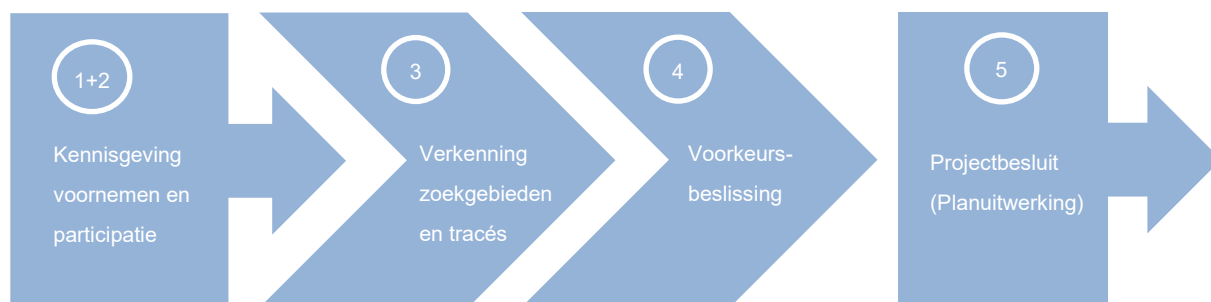 1+2
Kennisgeving
voornemen en
participatie
3
Verkenning
zoekgebieden
en tracés
4
Voorkeurs-
beslissing
5
Projectbesluit
(Planuitwerking)